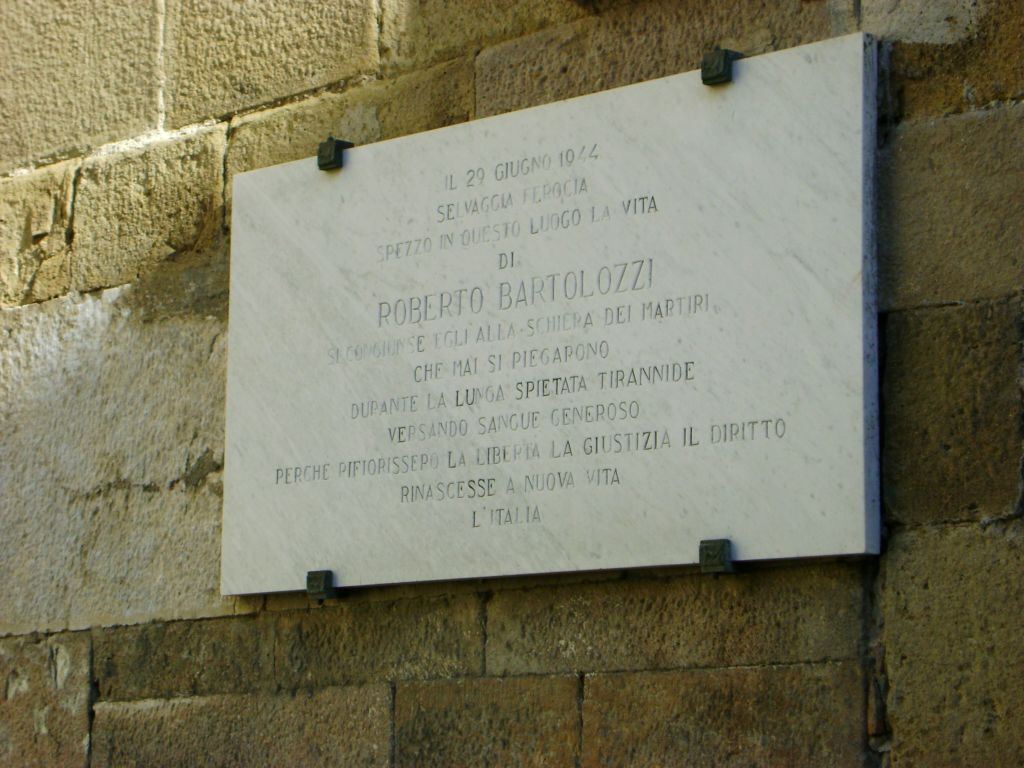 IL 29 GIUGNO 1944
SELVAGGIA FEROCIA
SPEZZÒ IN QUESTO LUOGO LA VITA
DI
ROBERTO BARTOLOZZI
SI CONGIUNSE EGLI ALLA SCHIERA DEI MARTIRI
CHE MAI SI PIEGARONO
DURANTE LA LUNGA SPIETATA TIRANNIDE
VERSANDO SANGUE GENEROSO
PERCHE RIFIORISSERO LA LIBERTA LA GIUSTIZIA IL DIRITTO
RINASCESSE A NUOVA VITA
L'ITALIA